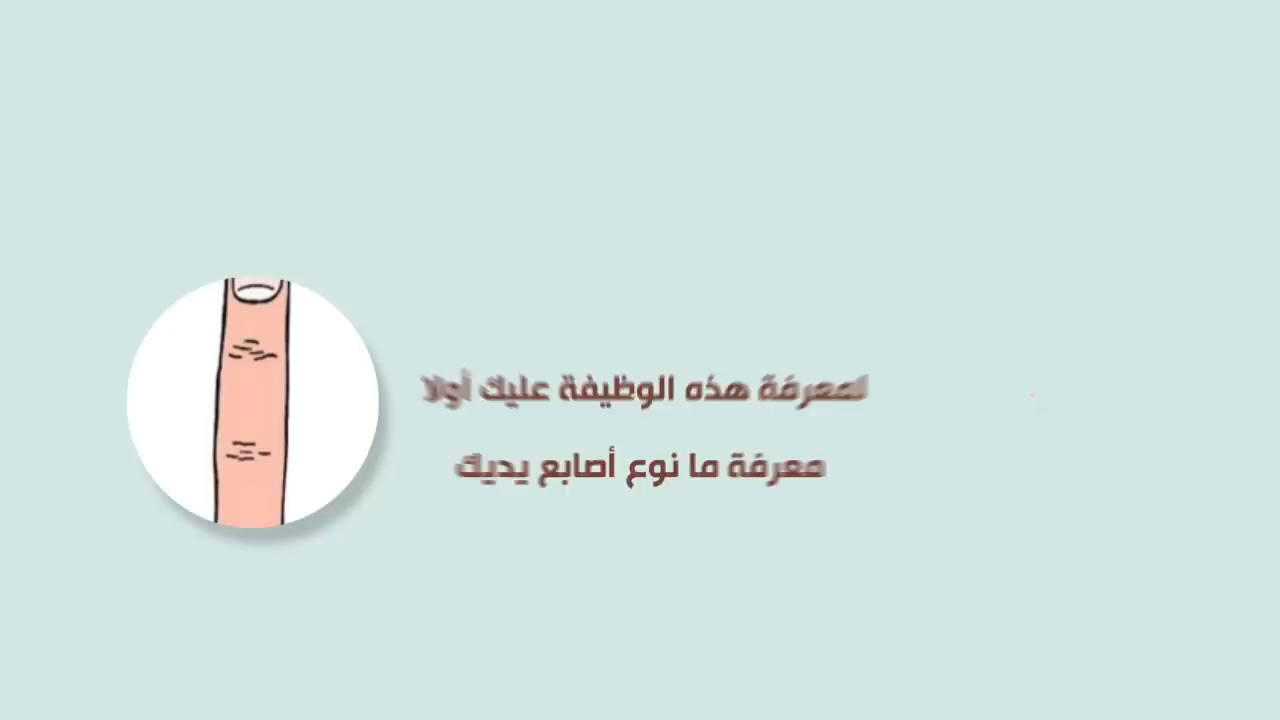 لمعرفة هذه الوظيفة عليك أولا
معرفة ما نوع أصابع يديك